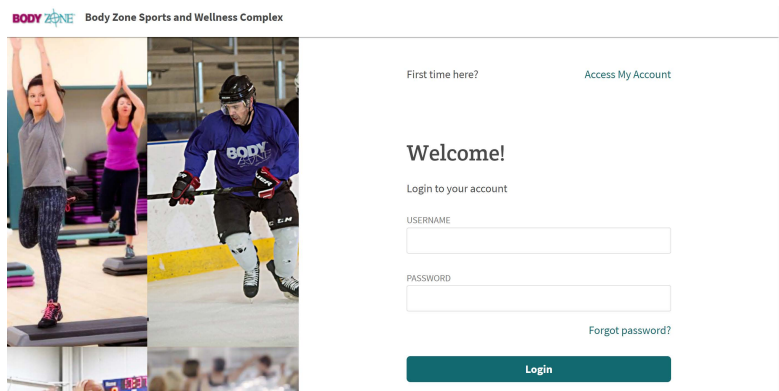 BODY ZONE Body Zone Sports and Wellness Complex
First time here? Access My Account
BODY
ZONE
CCM
Welcome!
Login to your account
USERNAME
PASSWORD
Forgot password?
Login